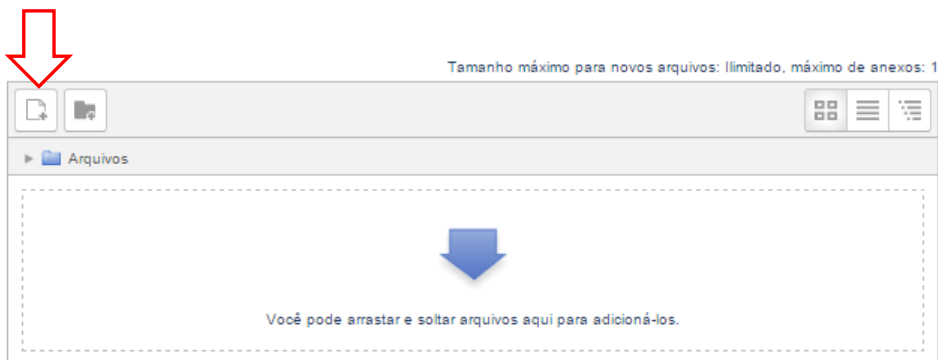 Tamanho máximo para novos arquivos: Ilimitado, máximo de anexos: 1
Arquivos
Você pode arrastar e soltar arquivos aqui para adicioná-los.